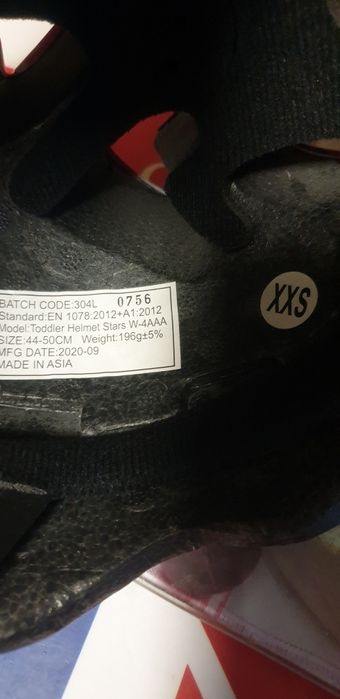 BATCH CODE:304L 0756
Standard:EN 1078:2012+A1:2012
Model:Toddler Helmet Stars W-4AAA
SIZE:44-50CM Weight:196g±5%
MFG DATE:2020-09
MADE IN ASIA
XXS